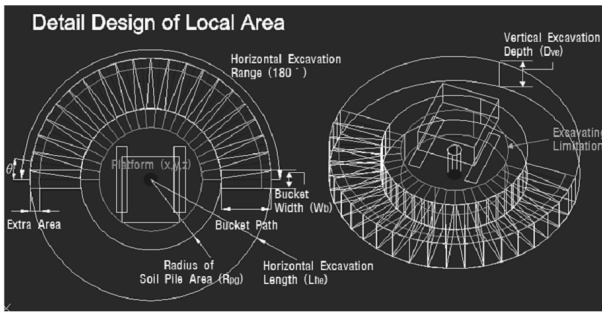 Detail Design of Local Area
Horizontal Excavation
Range (180˚)
Vertical Excavation
Depth (Dve)
θ
Platform (x,y,z)
Excavating
Limitation
Bucket
Width (Wb)
Extra Area
Bucket Path
Radius of
Soil Pile Area (Rpg)
Horizontal Excavation
Length (Lhe)
X